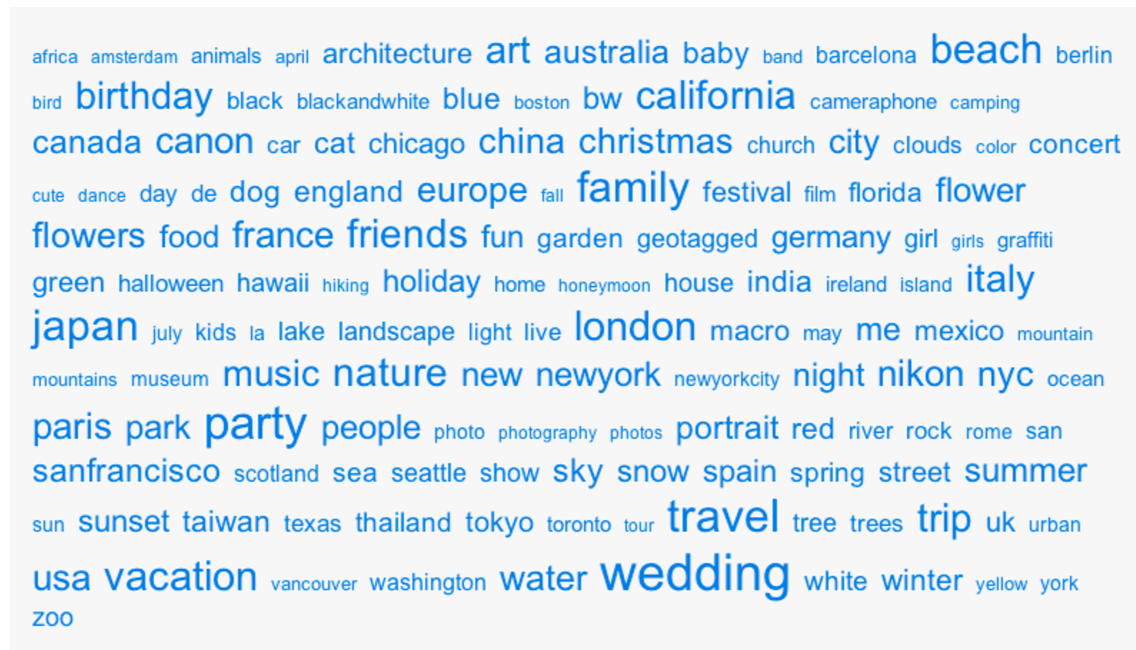 africa amsterdam animals april architecture art australia baby band barcelona beach berlin
bird birthday black blackandwhite blue boston bw california cameraphone camping
canada canon car cat chicago china christmas church city clouds color concert
cute dance day de dog england europe fall family festival film florida flower
flowers food france friends fun garden geotagged germany girl girls graffiti
green halloween hawaii hiking holiday home honeymoon house india ireland island italy
japan july kids la lake landscape light live london macro may me mexico mountain
mountains museum music nature new newyork newyorkcity night nikon nyc ocean
paris park party people photo photography photos portrait red river rock rome san
sanfrancisco scotland sea seattle show sky snow spain spring street summer
sun sunset taiwan texas thailand tokyo toronto tour travel tree trees trip uk urban
usa vacation vancouver washington water wedding white winter yellow york
zoo